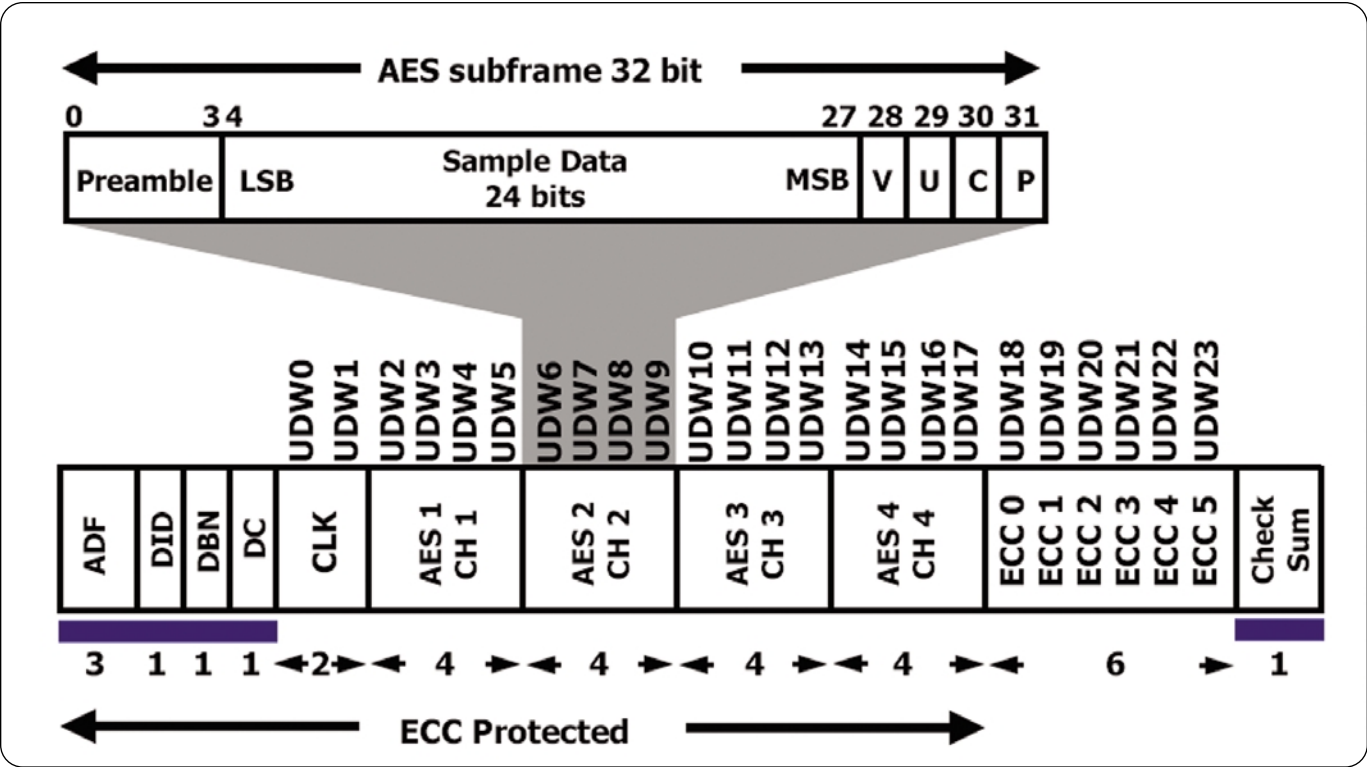 AES subframe 32 bit
0 3 4 27 28 29 30 31
Preamble LSB Sample Data 24 bits MSB V U C P
UDW0 UDW1 UDW2 UDW3 UDW4 UDW5 UDW6 UDW7 UDW8 UDW9 UDW10 UDW11 UDW12 UDW13 UDW14 UDW15 UDW16 UDW17 UDW18 UDW19 UDW20 UDW21 UDW22 UDW23
ADF DID DBN DC CLK AES 1 CH 1 AES 2 CH 2 AES 3 CH 3 AES 4 CH 4 ECC 0 ECC 1 ECC 2 ECC 3 ECC 4 ECC 5 Check Sum
3 1 1 1 2 4 4 4 4 6 1
ECC Protected